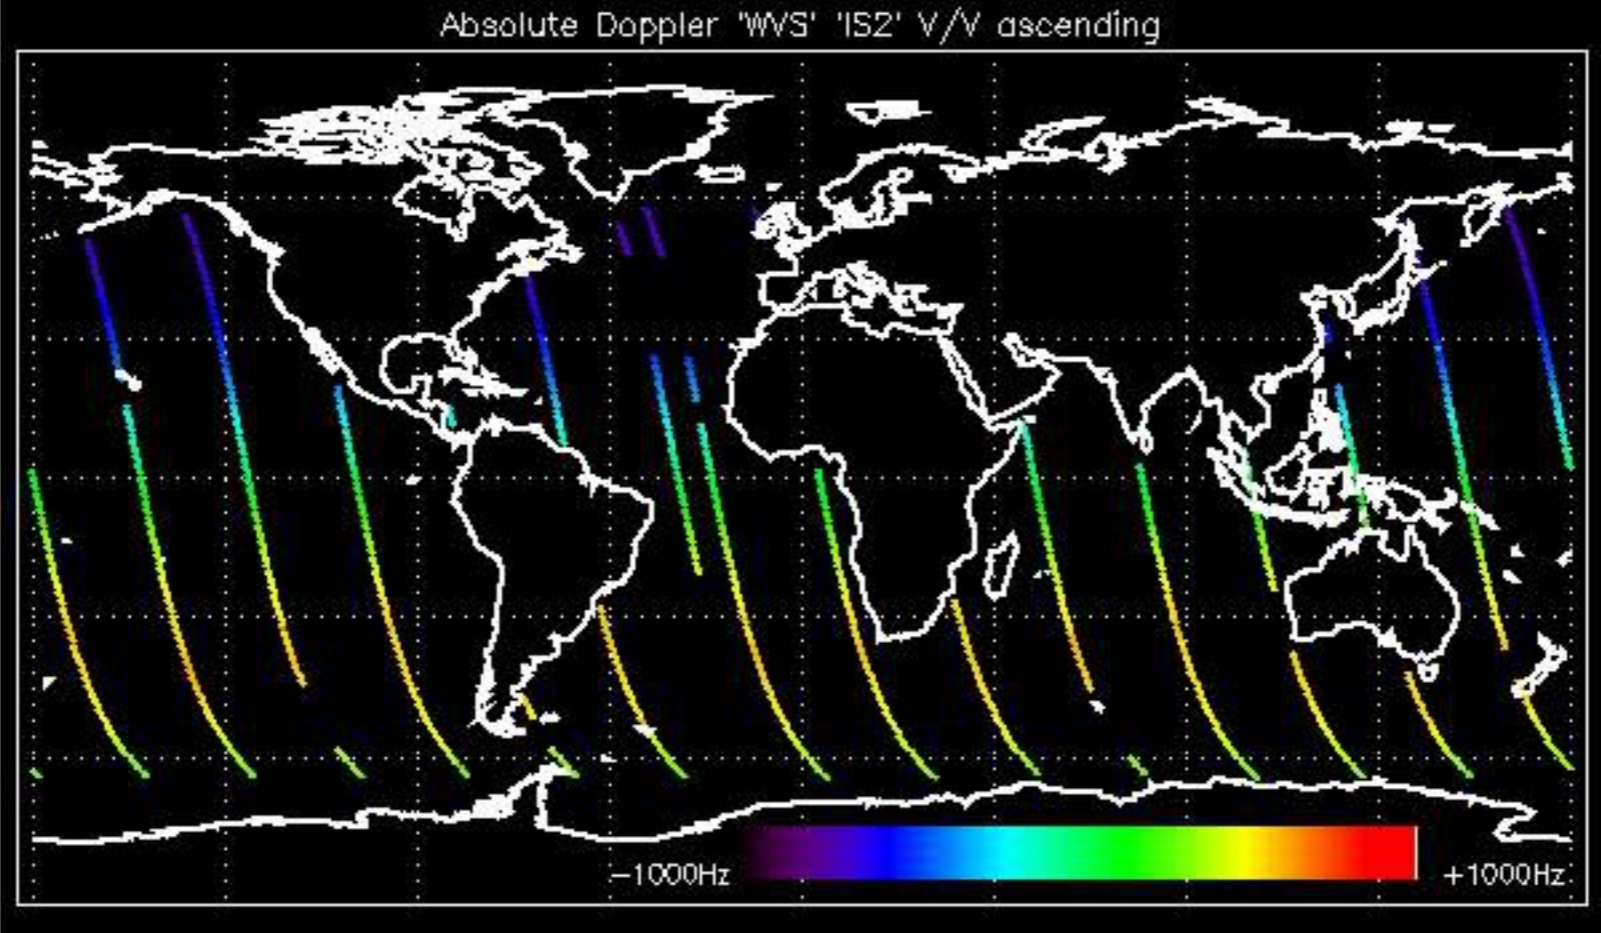 Absolute Doppler 'WVS' 'IS2' V/V ascending
-1000Hz +1000Hz